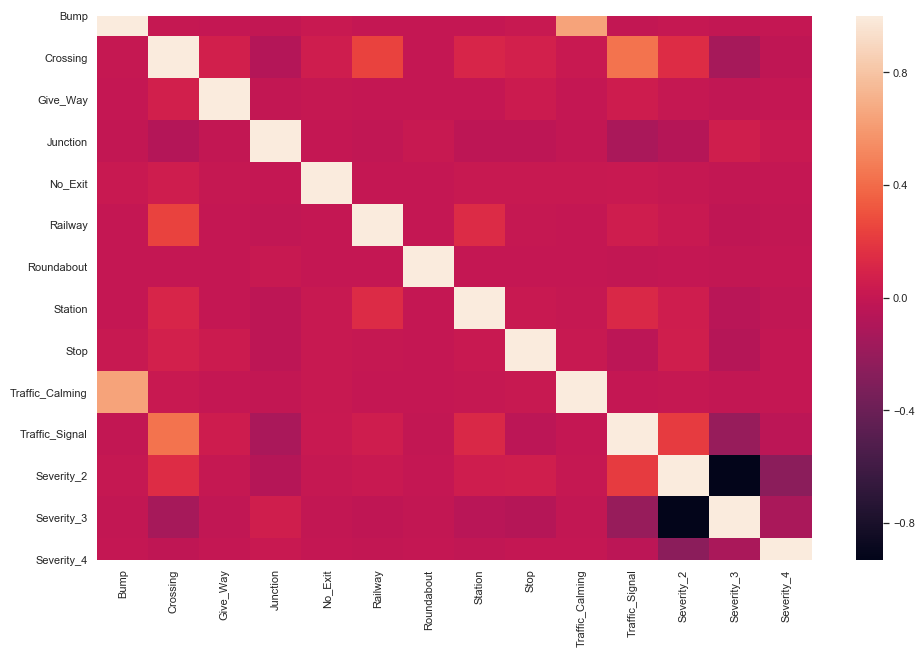 Bump
Crossing
Give_Way
Junction
No_Exit
Railway
Roundabout
Station
Stop
Traffic_Calming
Traffic_Signal
Severity_2
Severity_3
Severity_4
Bump
Crossing
Give_Way
Junction
No_Exit
Railway
Roundabout
Station
Stop
Traffic_Calming
Traffic_Signal
Severity_2
Severity_3
Severity_4
0.8
0.4
0.0
−0.4
−0.8